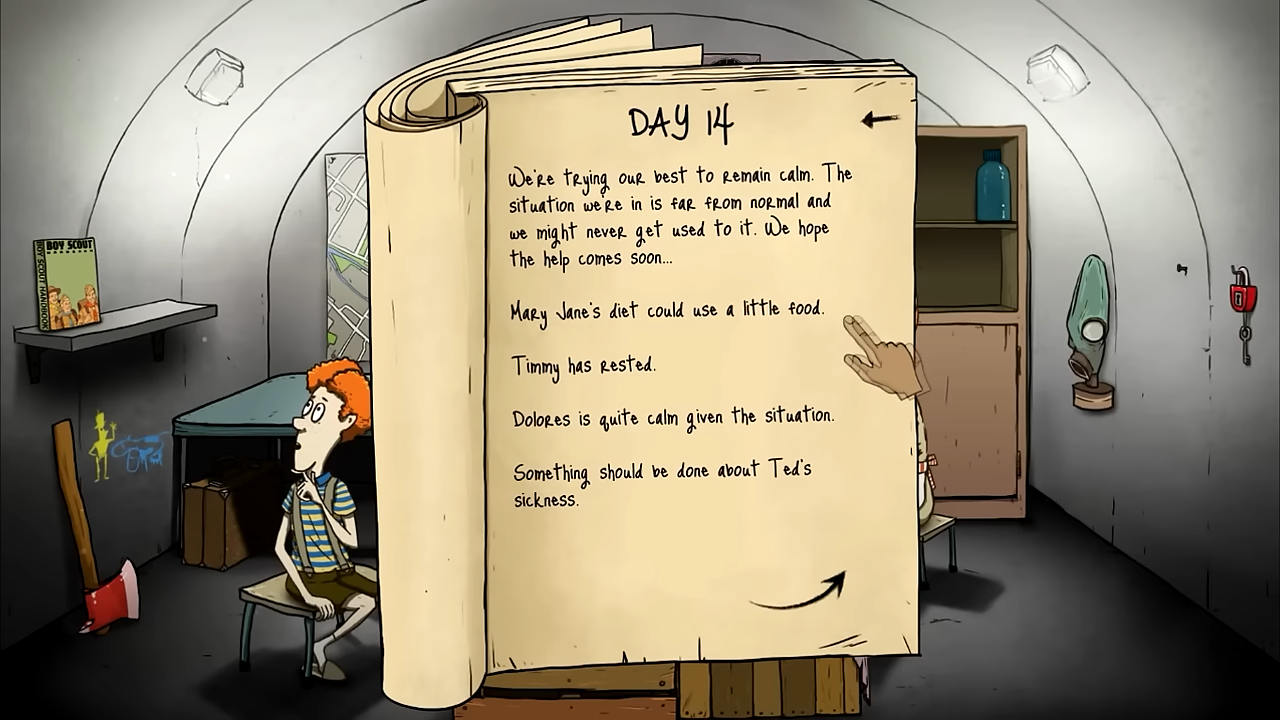 BOY SCOUT
BOY SCOUT HANDBOOK
DAY 14
We're trying our best to remain calm. The
situation we're in is far from normal and
we might never get used to it. We hope
the help comes soon...
Mary Jane's diet could use a little food.
Timmy has rested.
Dolores is quite calm given the situation.
Something should be done about Ted's
sickness.